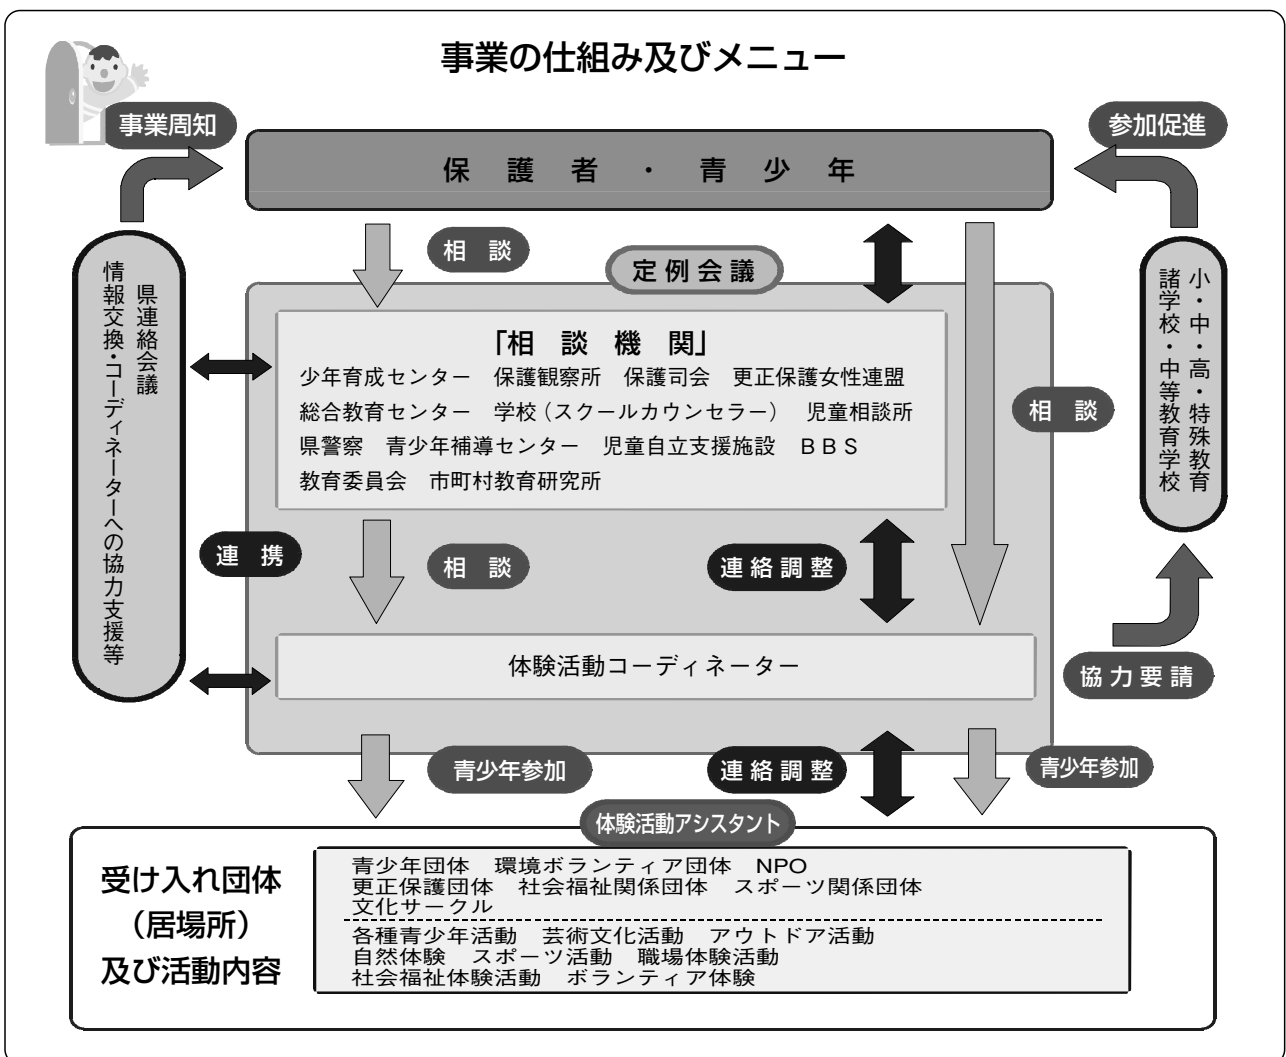 事業の仕組み及びメニュー
事業周知
参加促進
保護者・青少年
相談
定例会議
県連絡会議
情報交換・コーディネーターへの協力支援等
「相談機関」
少年育成センター 保護観察所 保護司会 更正保護女性連盟
総合教育センター 学校（スクールカウンセラー） 児童相談所
県警察 青少年補導センター 児童自立支援施設 ＢＢＳ
教育委員会 市町村教育研究所
相談
小・中・高・特殊教育
諸学校・中等教育学校
連携
相談
連絡調整
体験活動コーディネーター
協力要請
青少年参加
連絡調整
青少年参加
体験活動アシスタント
受け入れ団体
（居場所）
及び活動内容
青少年団体 環境ボランティア団体 NPO
更正保護団体 社会福祉関係団体 スポーツ関係団体
文化サークル
各種青少年活動 芸術文化活動 アウトドア活動
自然体験 スポーツ活動 職場体験活動
社会福祉体験活動 ボランティア体験